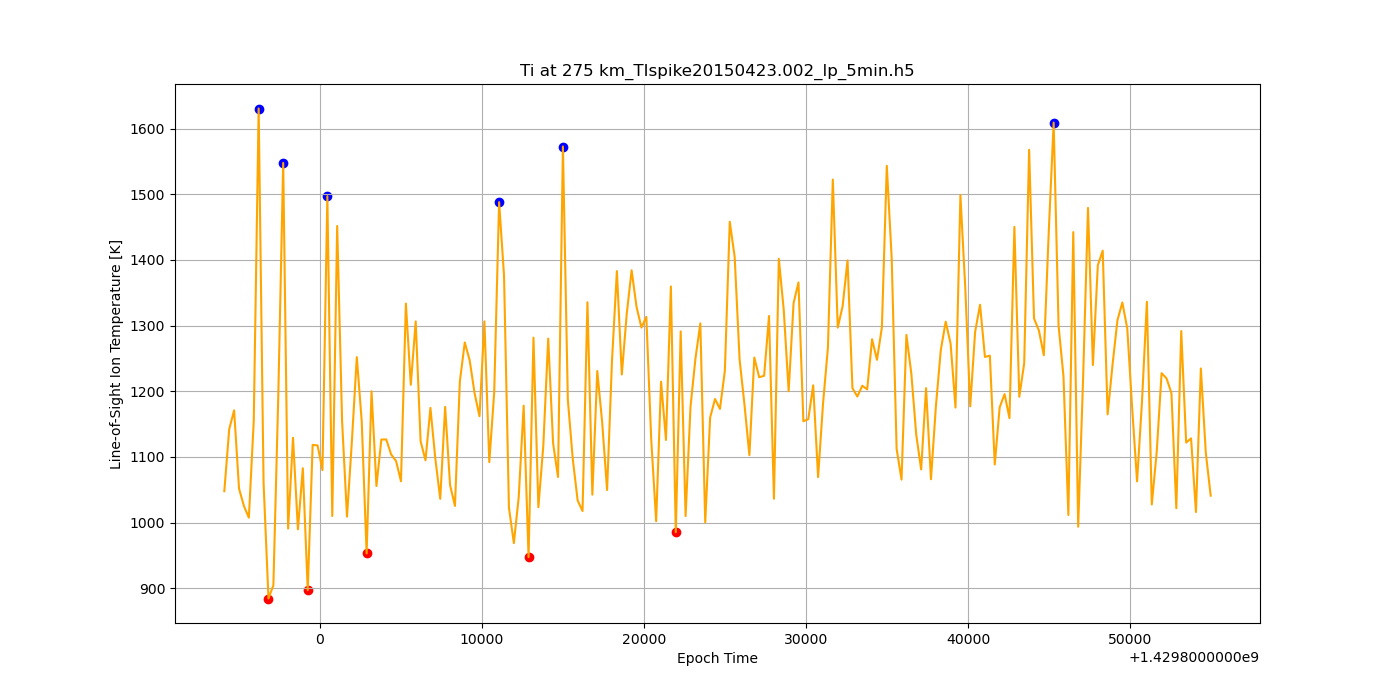 Ti at 275 km_TIspike20150423.002_lp_5min.h5
Line-of-Sight Ion Temperature [K]
1600
1500
1400
1300
1200
1100
1000
900
0 10000 20000 30000 40000 50000
Epoch Time
+1.4298000000e9